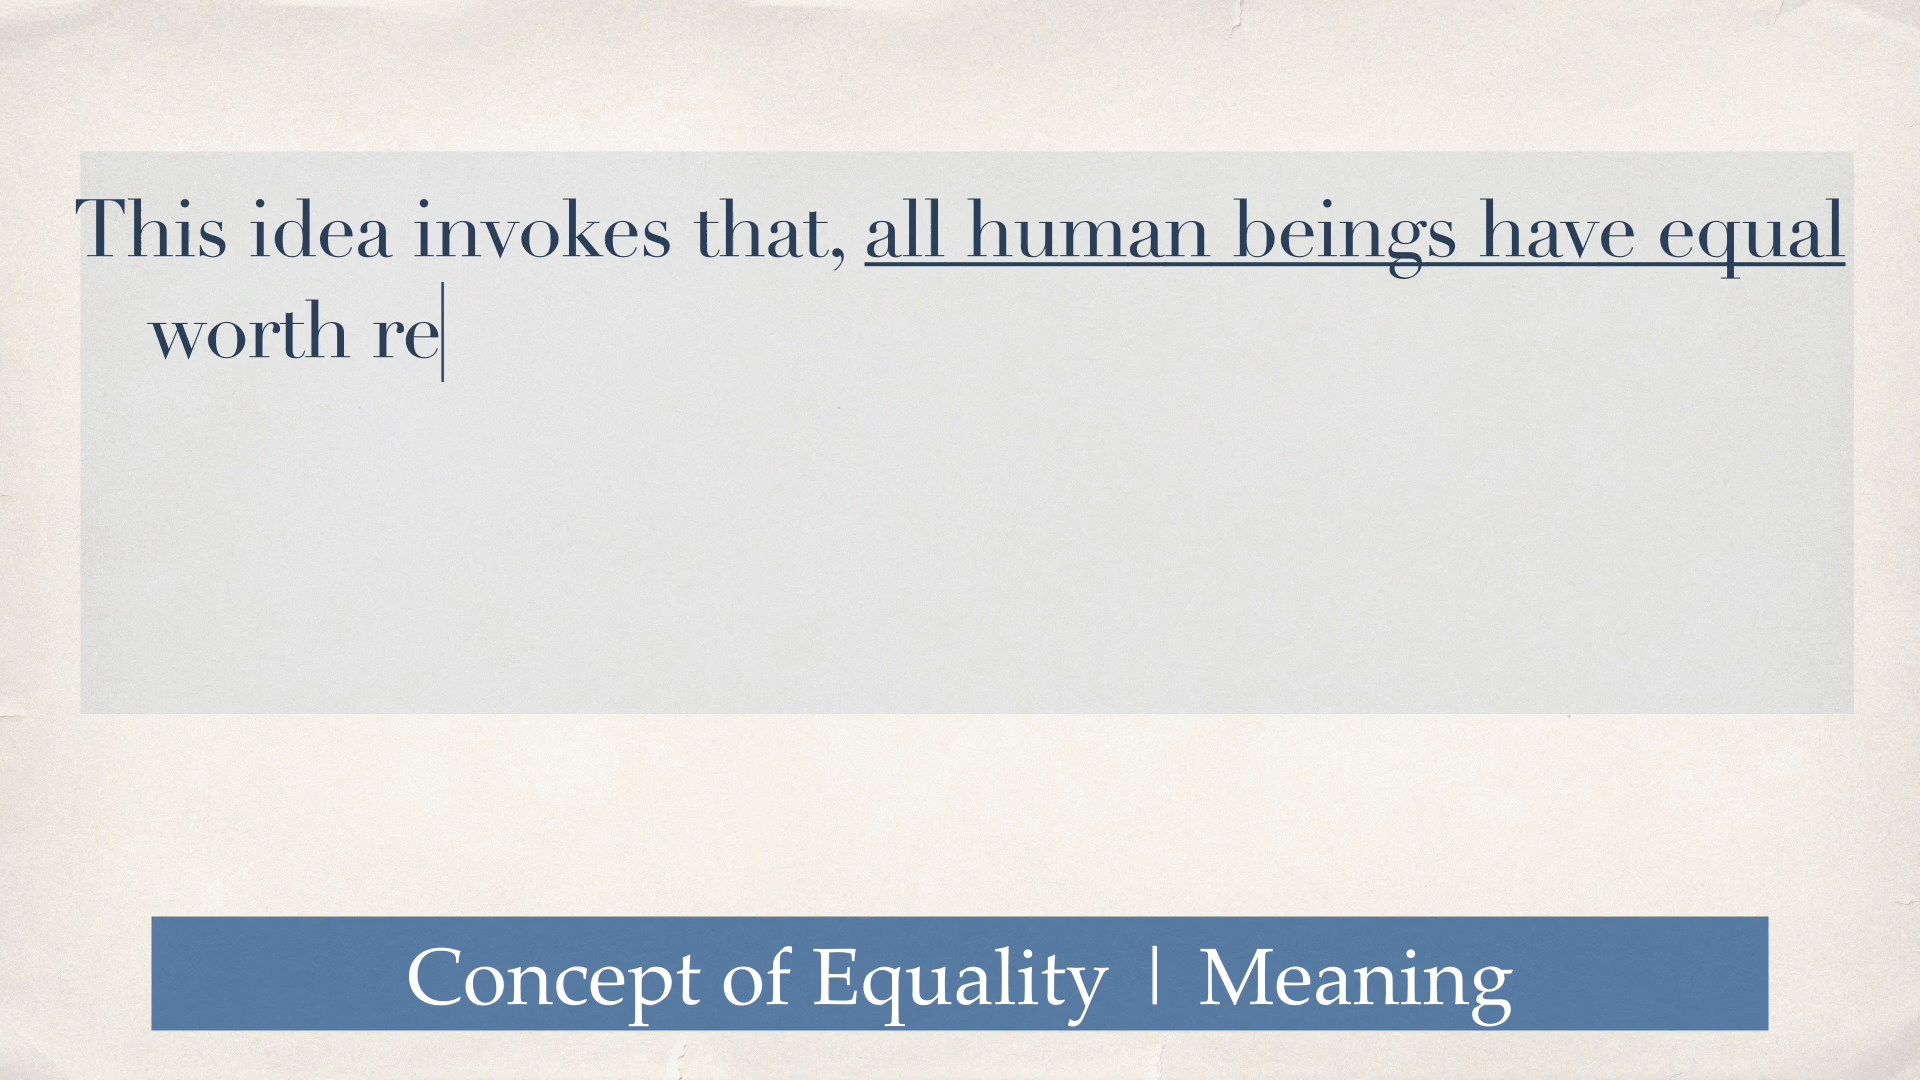 This idea invokes that, all human beings have equal
worth re
Concept of Equality | Meaning